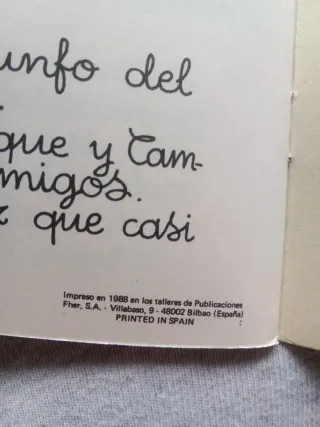 unfo del
.
que y Tam-
migos.
r que casi
Impreso en 1988 en los talleres de Publicaciones
Fher, S.A. - Villabaso, 9 - 48002 Bilbao (España)
PRINTED IN SPAIN